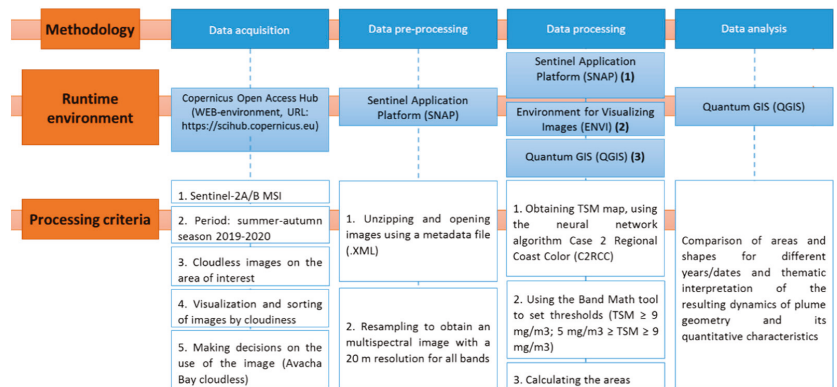 Methodology
Data acquisition
Data pre-processing
Data processing
Data analysis
Runtime
environment
Copernicus Open Access Hub
(WEB-environment, URL:
https://scihub.copernicus.eu)
Sentinel Application
Platform (SNAP)
Sentinel Application
Platform (SNAP) (1)
Environment for Visualizing
Images (ENVI) (2)
Quantum GIS (QGIS) (3)
Quantum GIS (QGIS)
Processing criteria
1. Sentinel-2A/B MSI
2. Period: summer-autumn
season 2019-2020
3. Cloudless images on the
area of interest
4. Visualization and sorting
of images by cloudiness
5. Making decisions on the
use of the image (Avacha
Bay cloudless)
1. Unzipping and opening
images using a metadata file
(.XML)
2. Resampling to obtain an
multispectral image with a
20 m resolution for all bands
1. Obtaining TSM map, using
the neural network
algorithm Case 2 Regional
Coast Color (C2RCC)
2. Using the Band Math tool
to set thresholds (TSM ≥ 9
mg/m3; 5 mg/m3 ≥ TSM ≥ 9
mg/m3)
3. Calculating the areas
Comparison of areas and
shapes for different
years/dates and thematic
interpretation of the
resulting dynamics of plume
geometry and its
quantitative characteristics